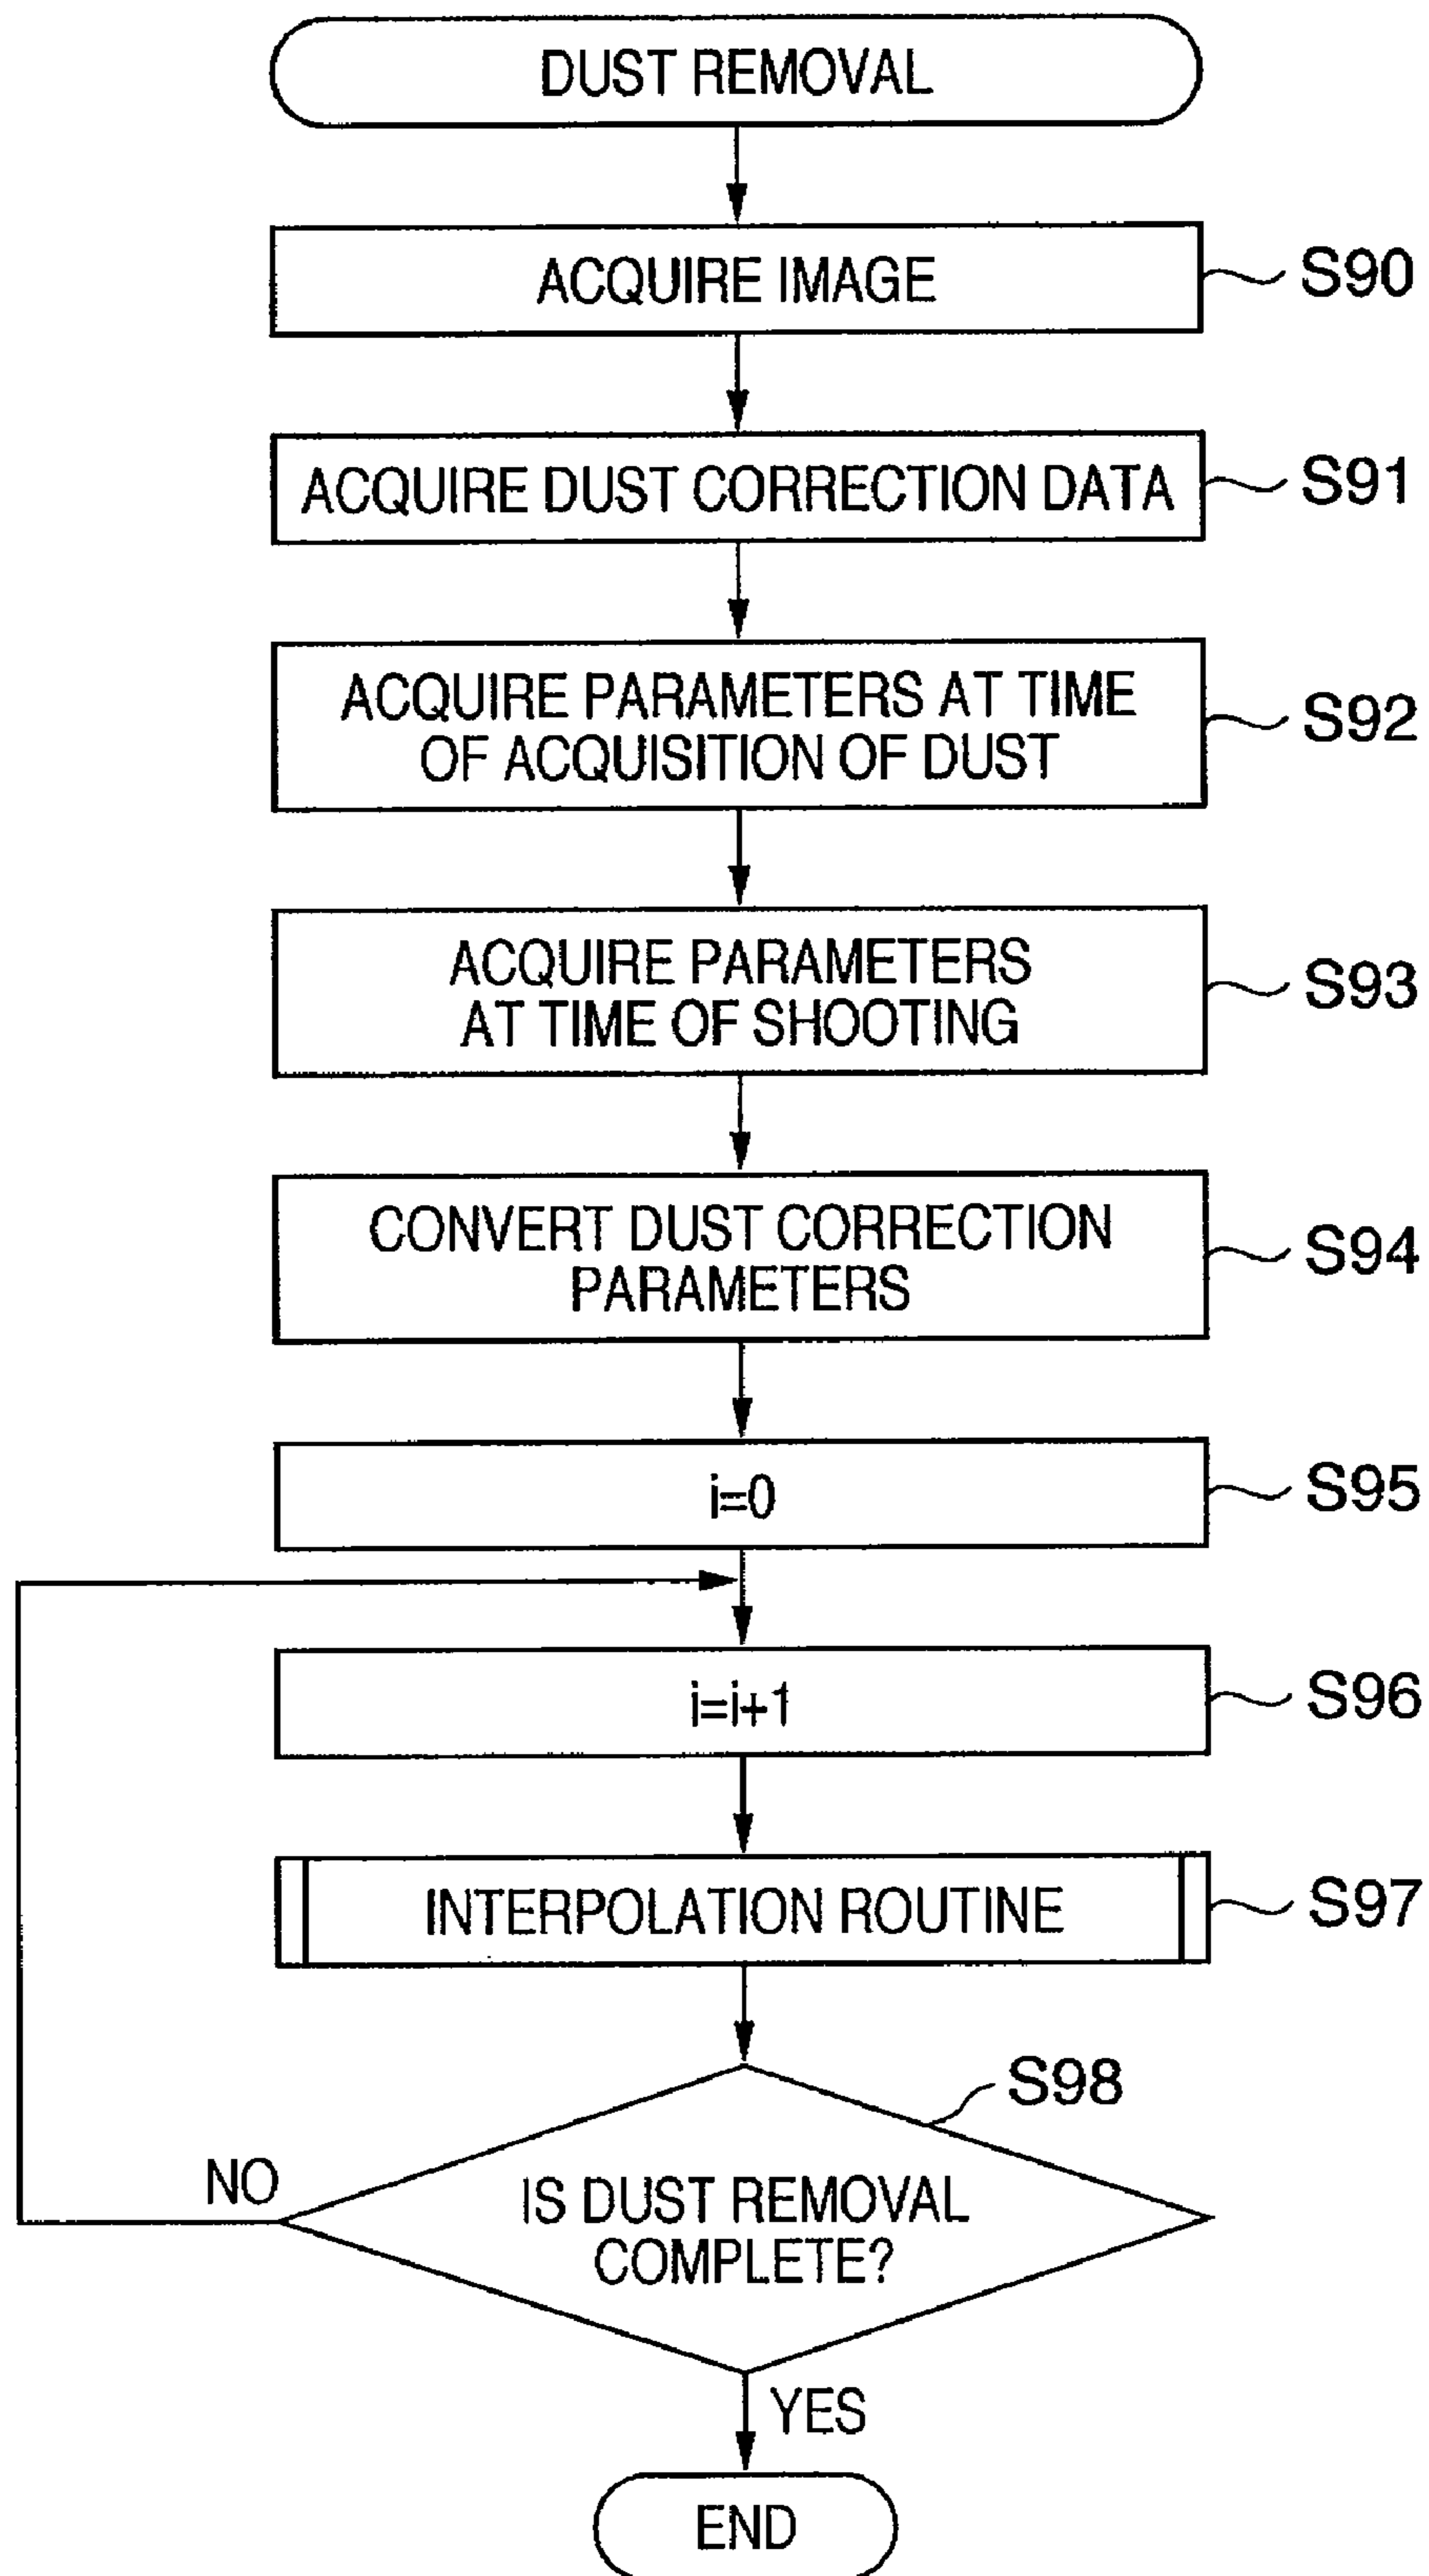 DUST REMOVAL
ACQUIRE IMAGE
S90
ACQUIRE DUST CORRECTION DATA
S91
ACQUIRE PARAMETERS AT TIME
OF ACQUISITION OF DUST
S92
ACQUIRE PARAMETERS
AT TIME OF SHOOTING
S93
CONVERT DUST CORRECTION
PARAMETERS
S94
i=0
S95
i=i+1
S96
INTERPOLATION ROUTINE
S97
S98
NO
IS DUST REMOVAL
COMPLETE?
YES
END